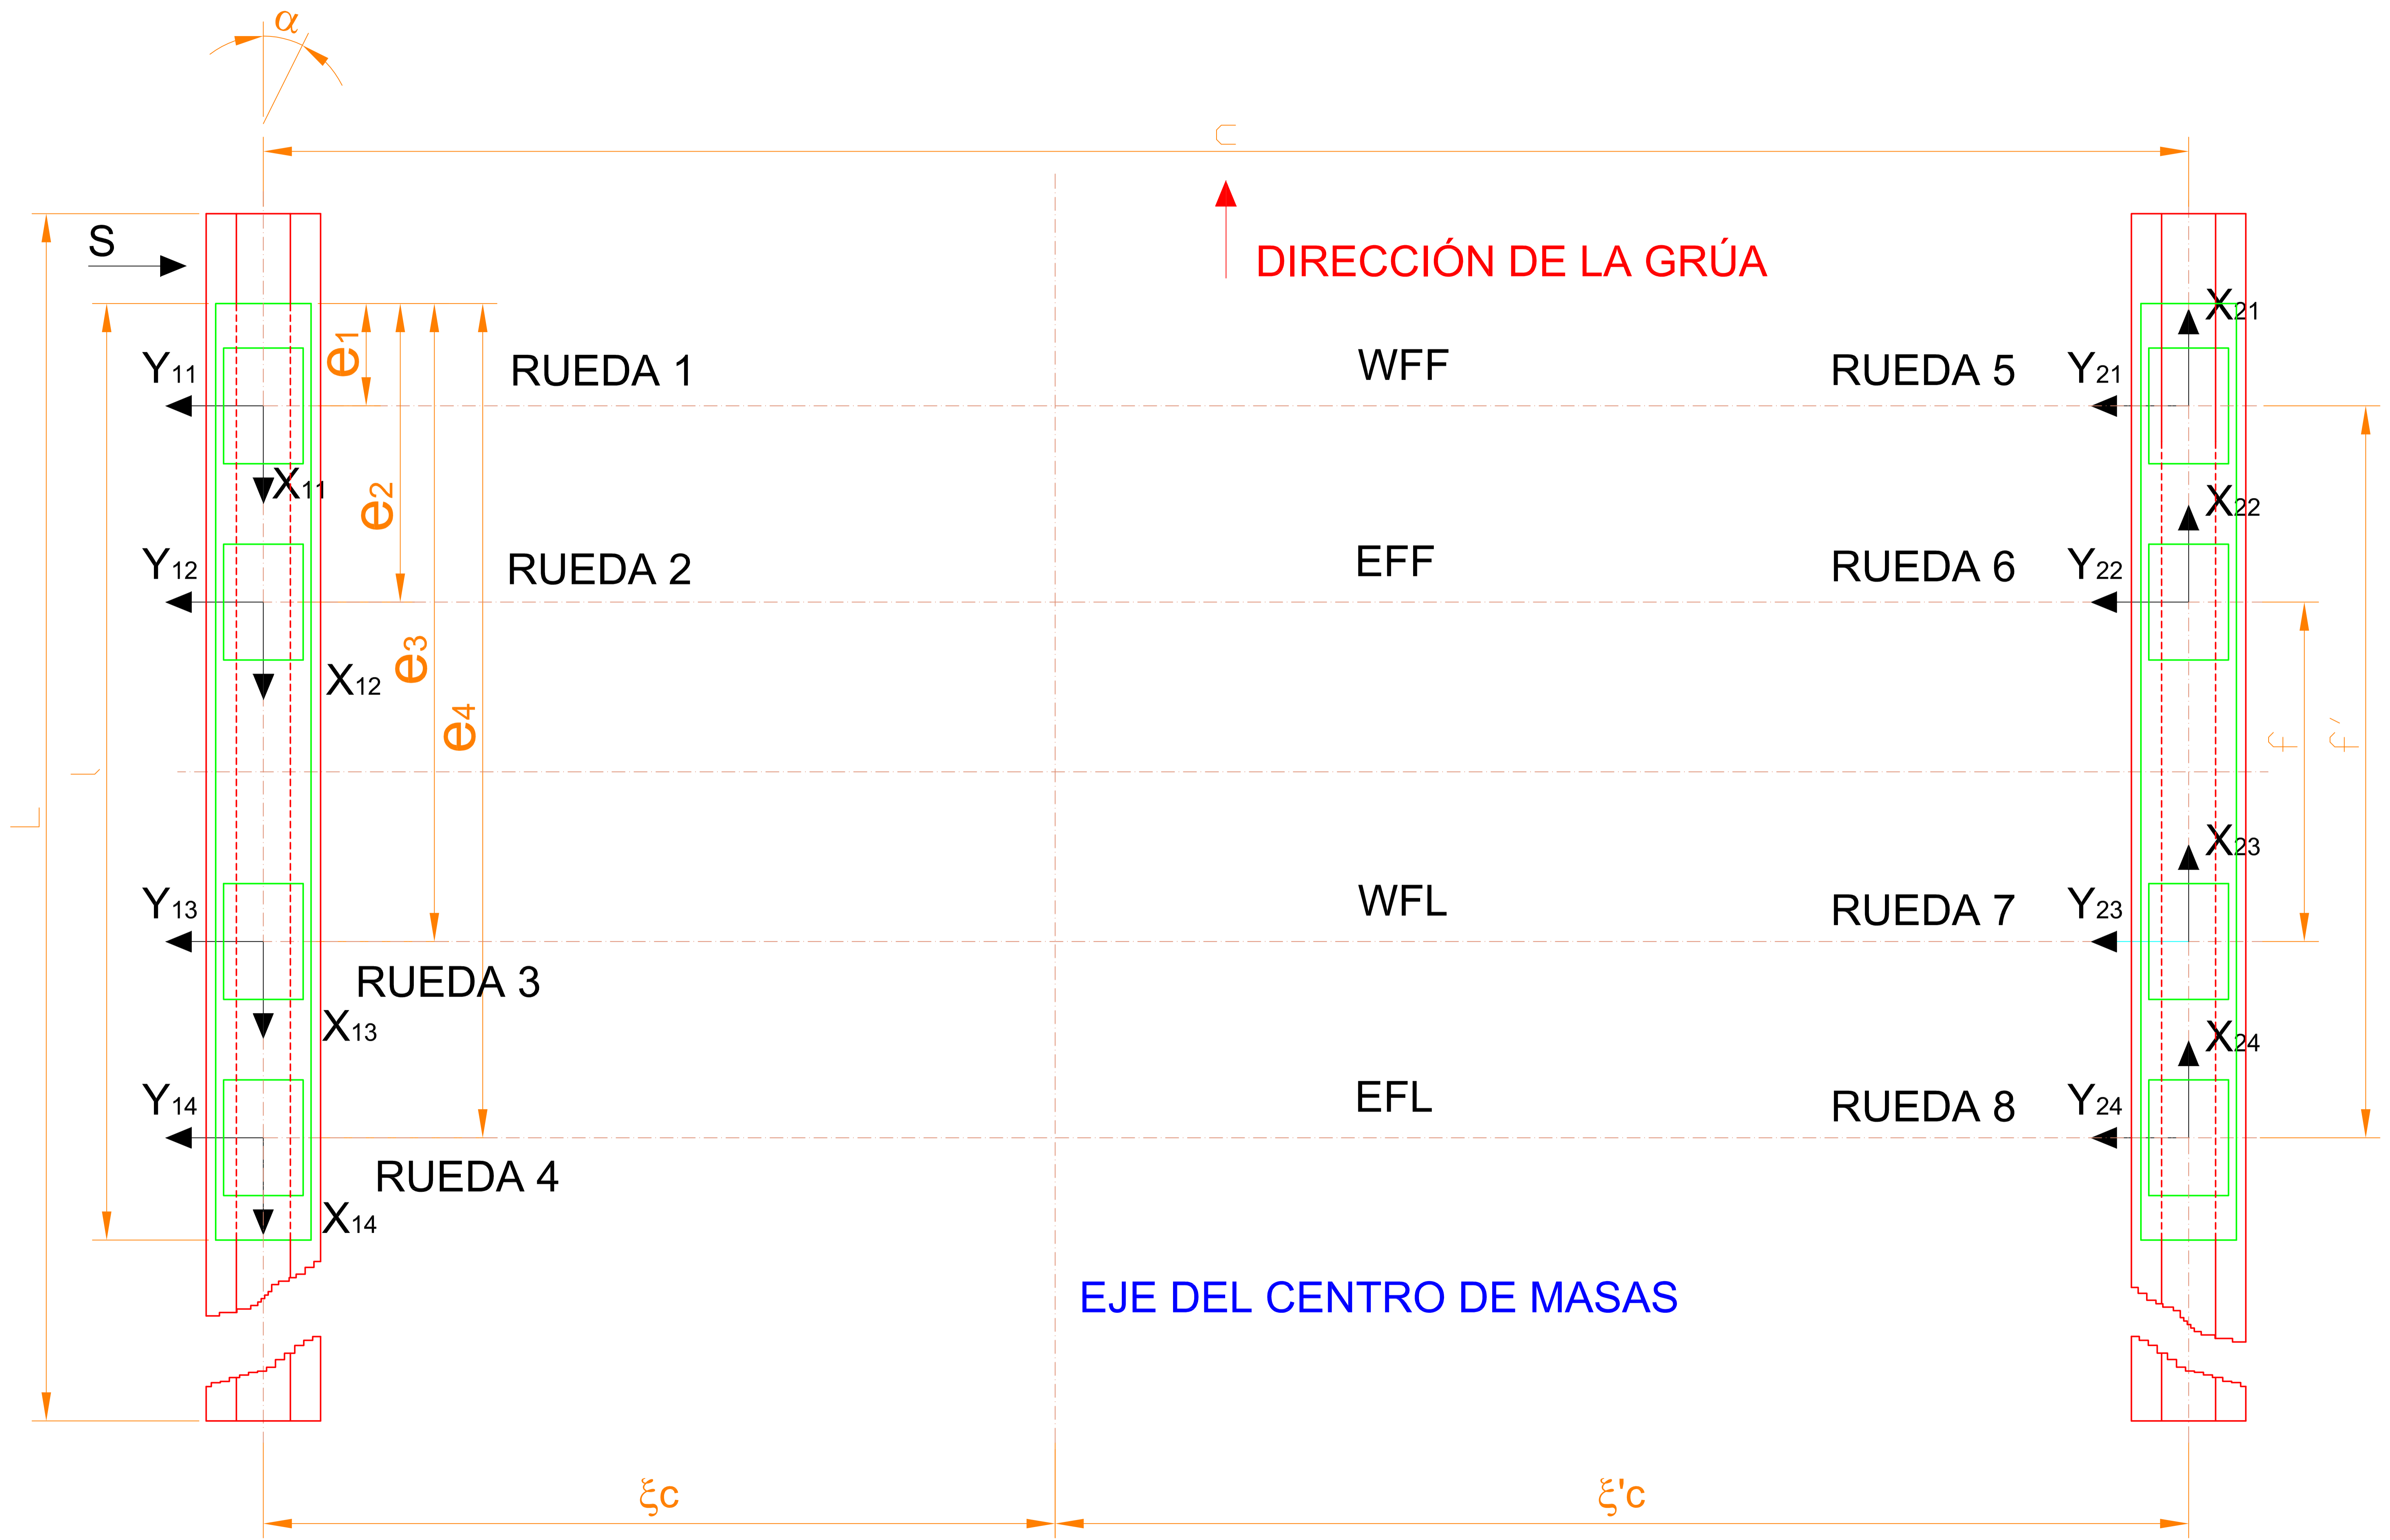 α
c
S
DIRECCIÓN DE LA GRÚA
X21
e1
Y11
RUEDA 1
WFF
RUEDA 5
Y21
X11
e2
X22
Y12
RUEDA 2
EFF
RUEDA 6
Y22
e3
X12
e4
l
f
f'
L
X23
Y13
WFL
RUEDA 7
Y23
RUEDA 3
X13
X24
Y14
EFL
RUEDA 8
Y24
RUEDA 4
X14
EJE DEL CENTRO DE MASAS
ξc
ξ'c